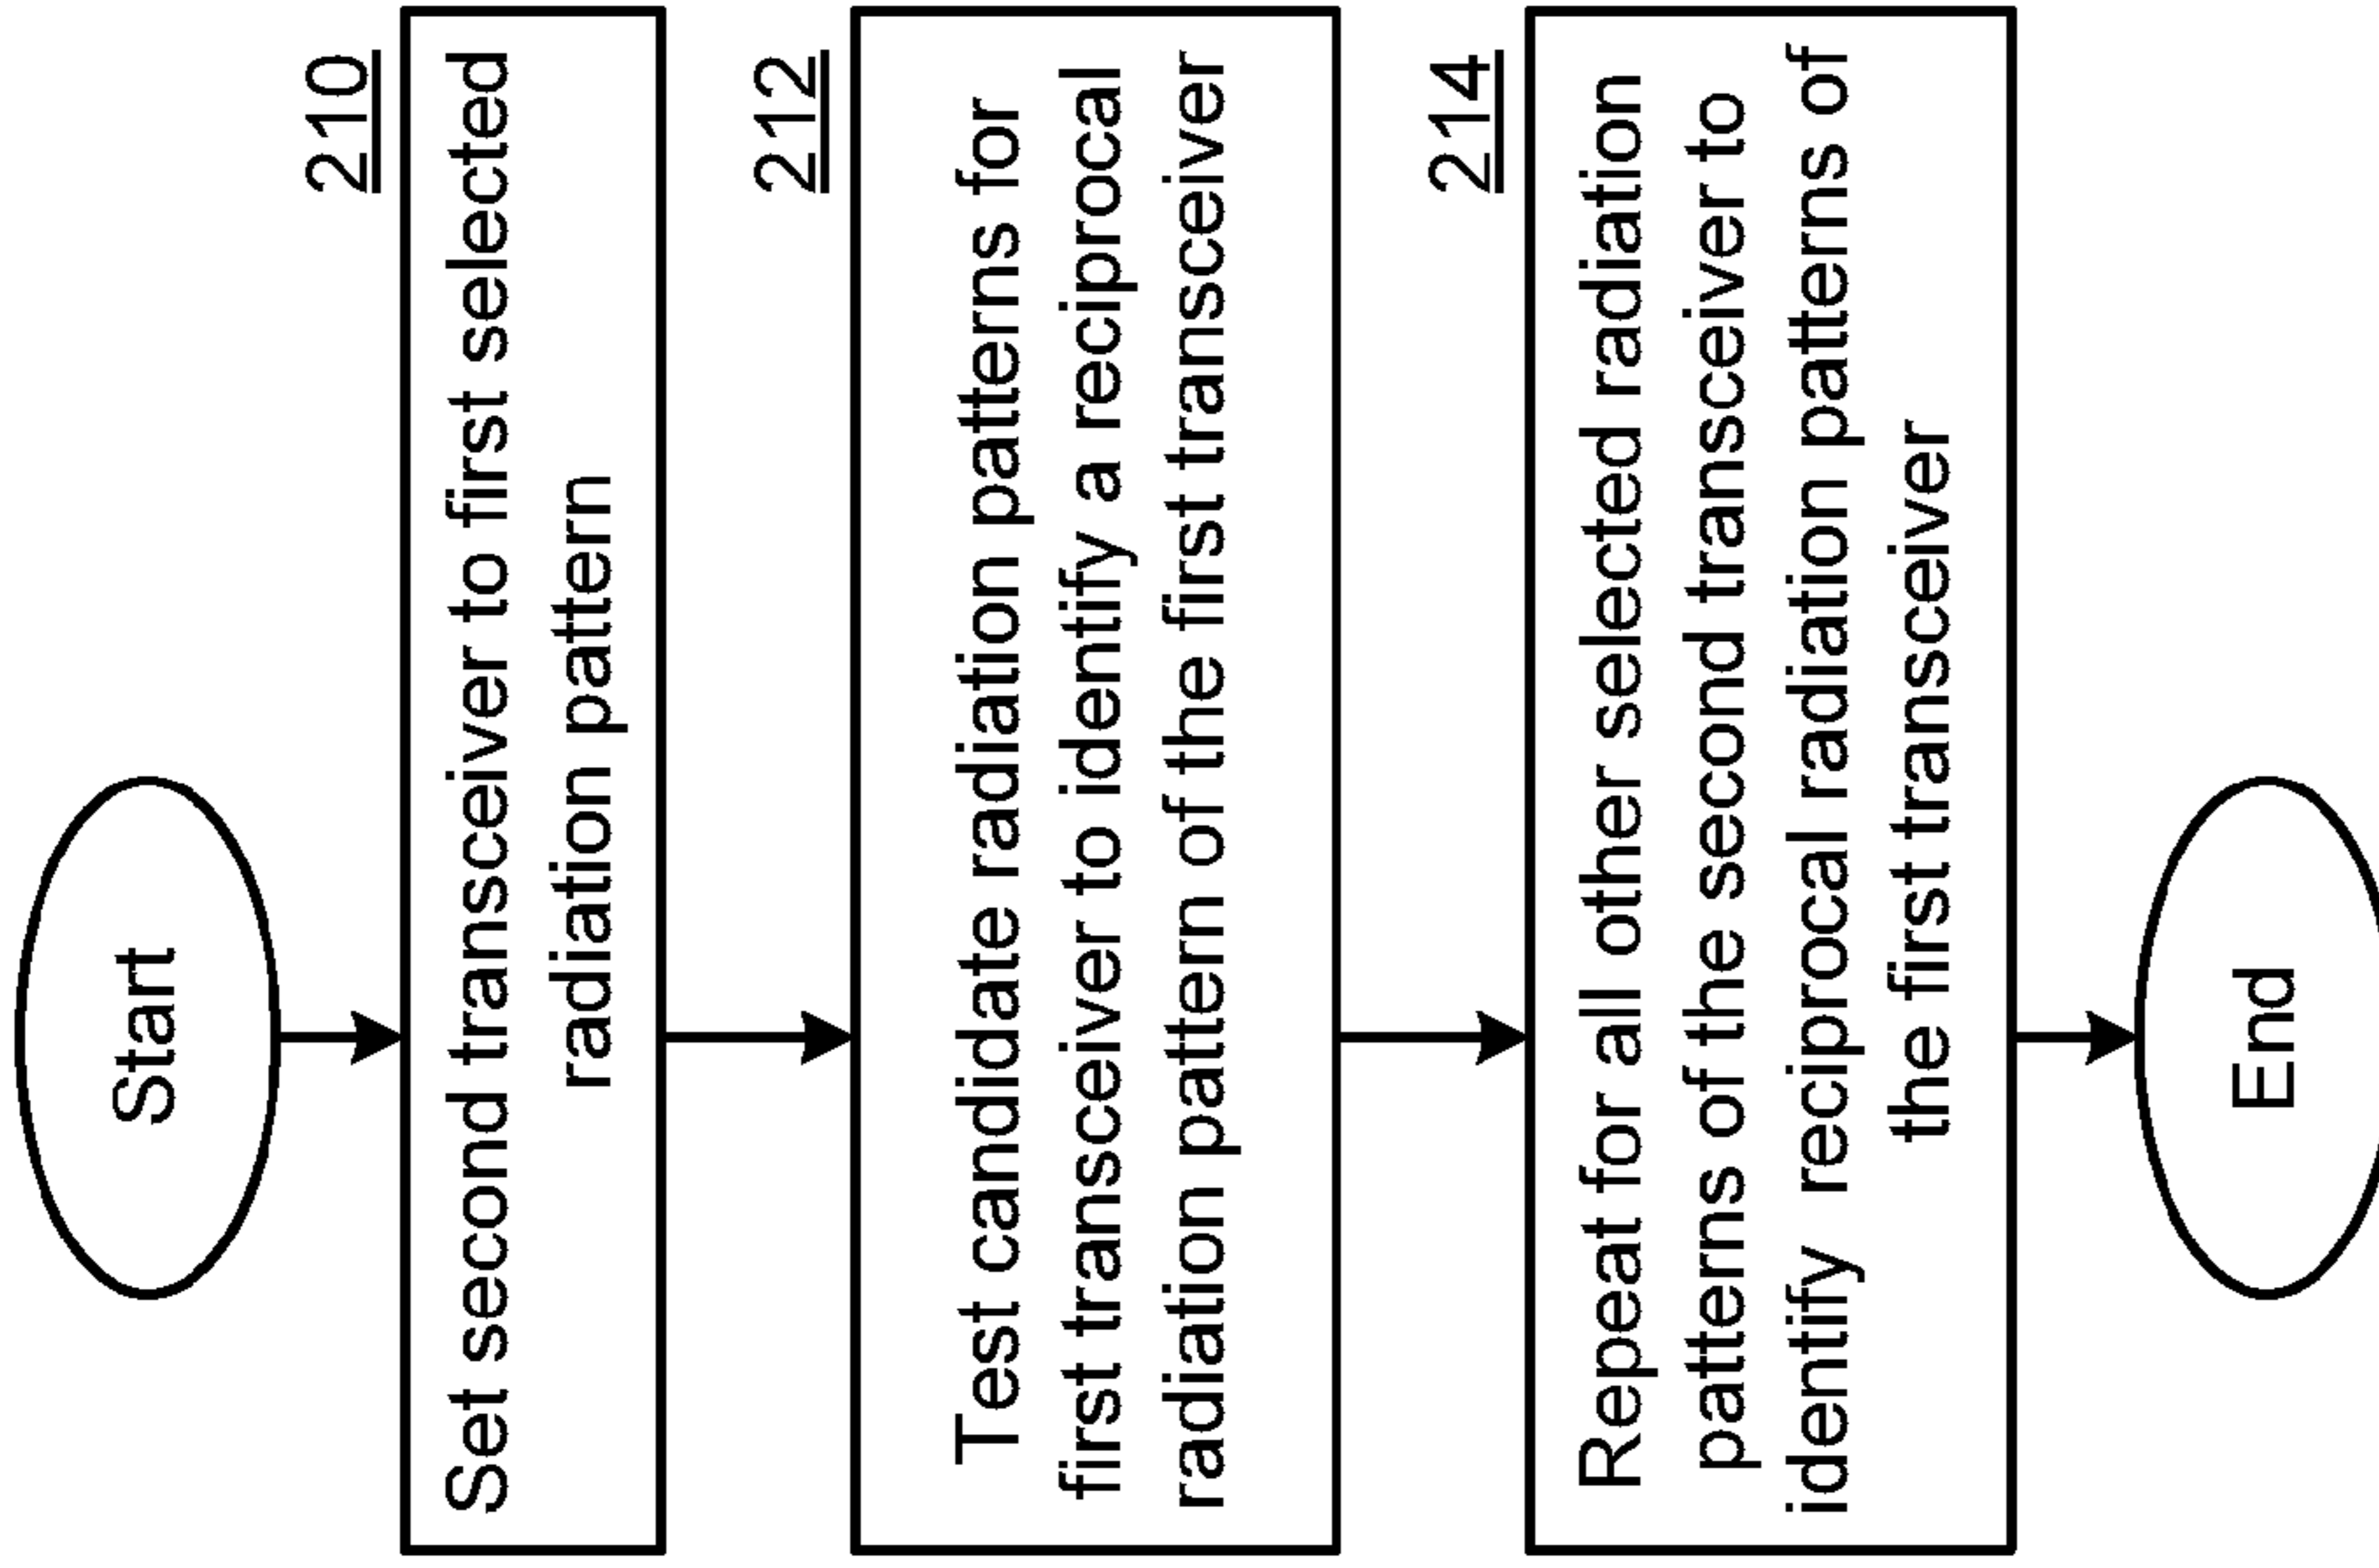 Start
210
Set second transceiver to first selected
radiation pattern
212
Test candidate radiation patterns for
first transceiver to identify a reciprocal
radiation pattern of the first transceiver
214
Repeat for all other selected radiation
patterns of the second transceiver to
identify reciprocal radiation patterns of
the first transceiver
End